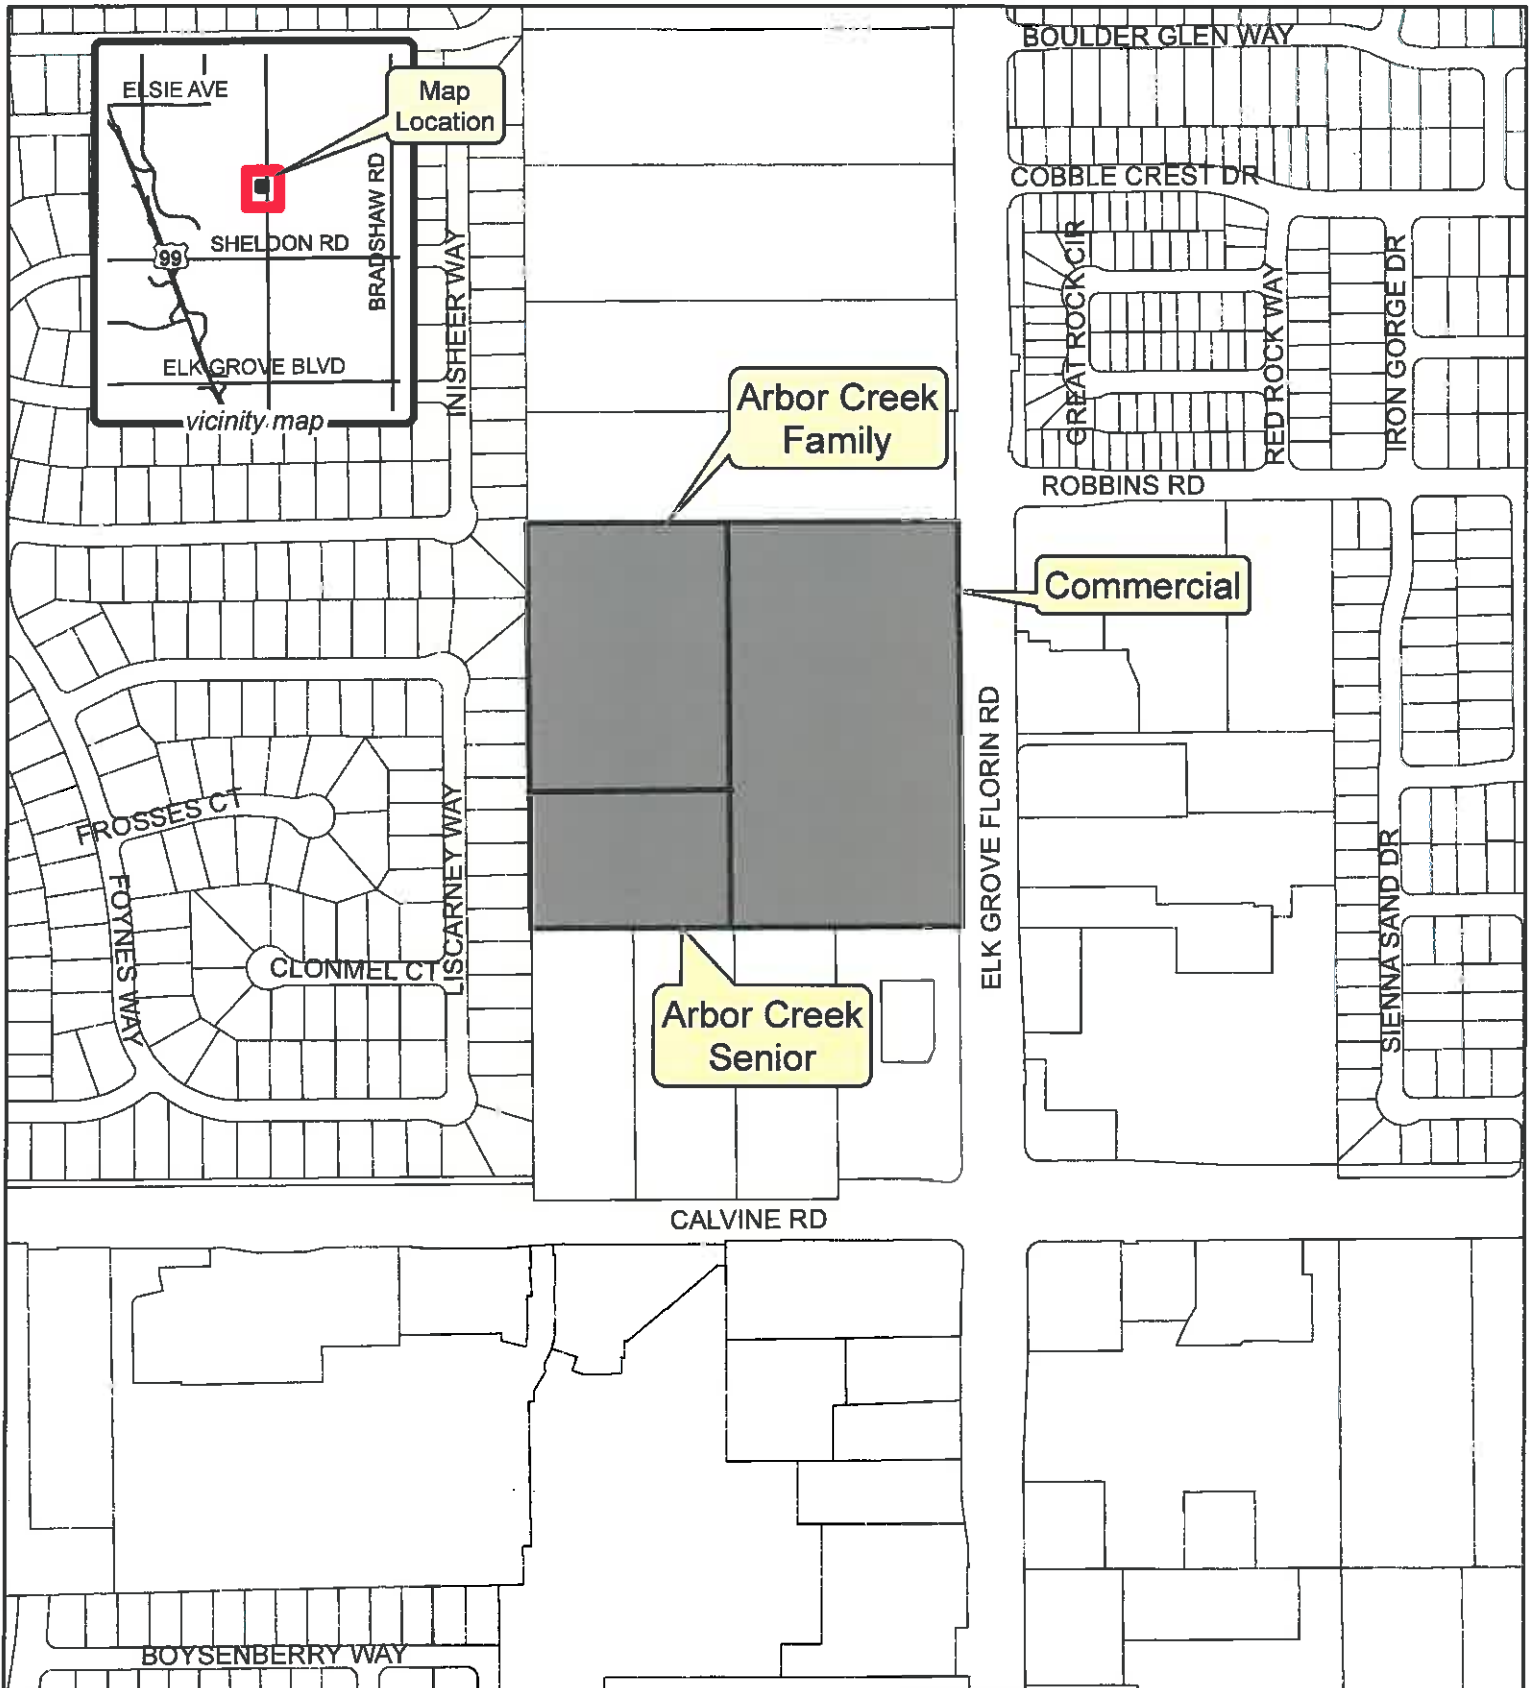 BOULDER GLEN WAY
ELSIE AVE
Map
Location
BRADSHAW RD
SHELDON RD
99
ELK GROVE BLVD
vicinity map
INISHEER WAY
COBBLE CREST DR
GREAT ROCK CIR
RED ROCK WAY
IRON GORGE DR
Arbor Creek
Family
ROBBINS RD
Commercial
ELK GROVE FLORIN RD
FROSSES CT
FOYNES WAY
LISCARNEY WAY
CLONMEL CT
SIENNA SAND DR
Arbor Creek
Senior
CALVINE RD
BOYSENBERRY WAY